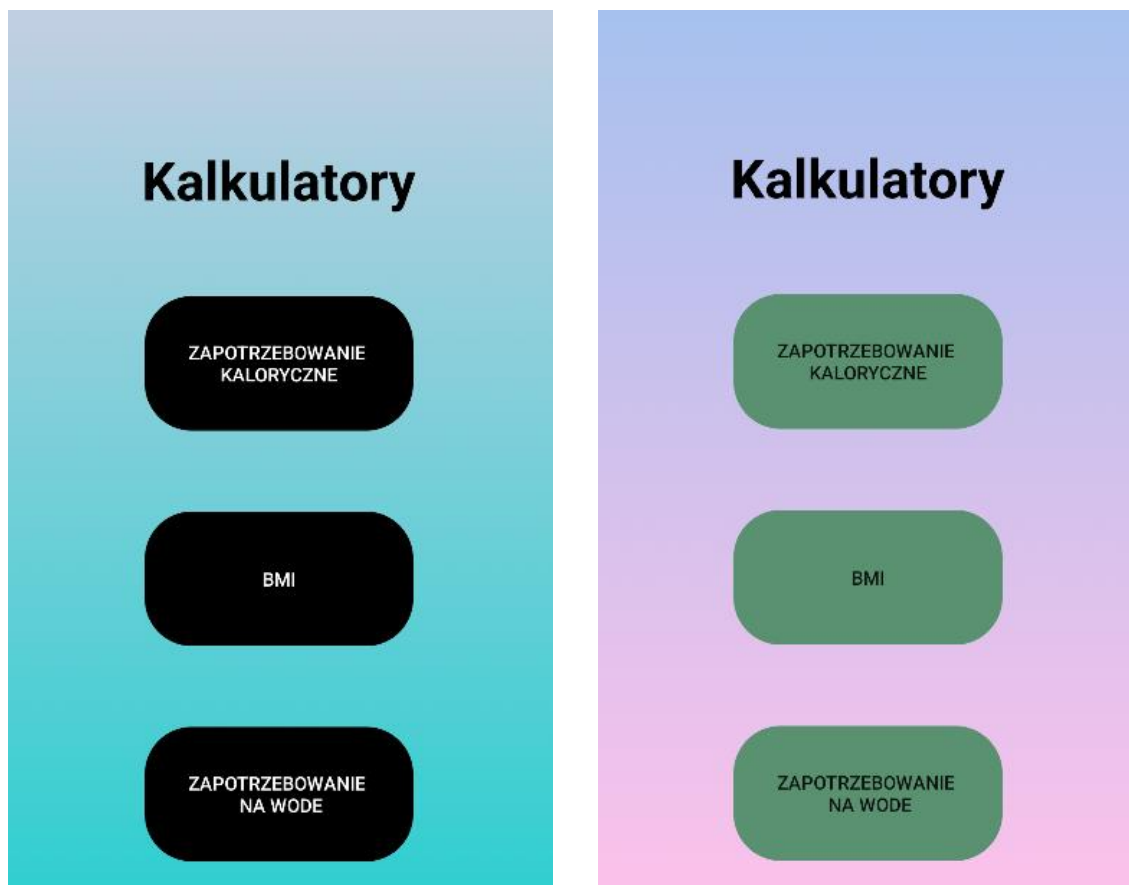 Kalkulatory
ZAPOTRZEBOWANIE
KALORYCZNE
BMI
ZAPOTRZEBOWANIE
NA WODE
Kalkulatory
ZAPOTRZEBOWANIE
KALORYCZNE
BMI
ZAPOTRZEBOWANIE
NA WODE